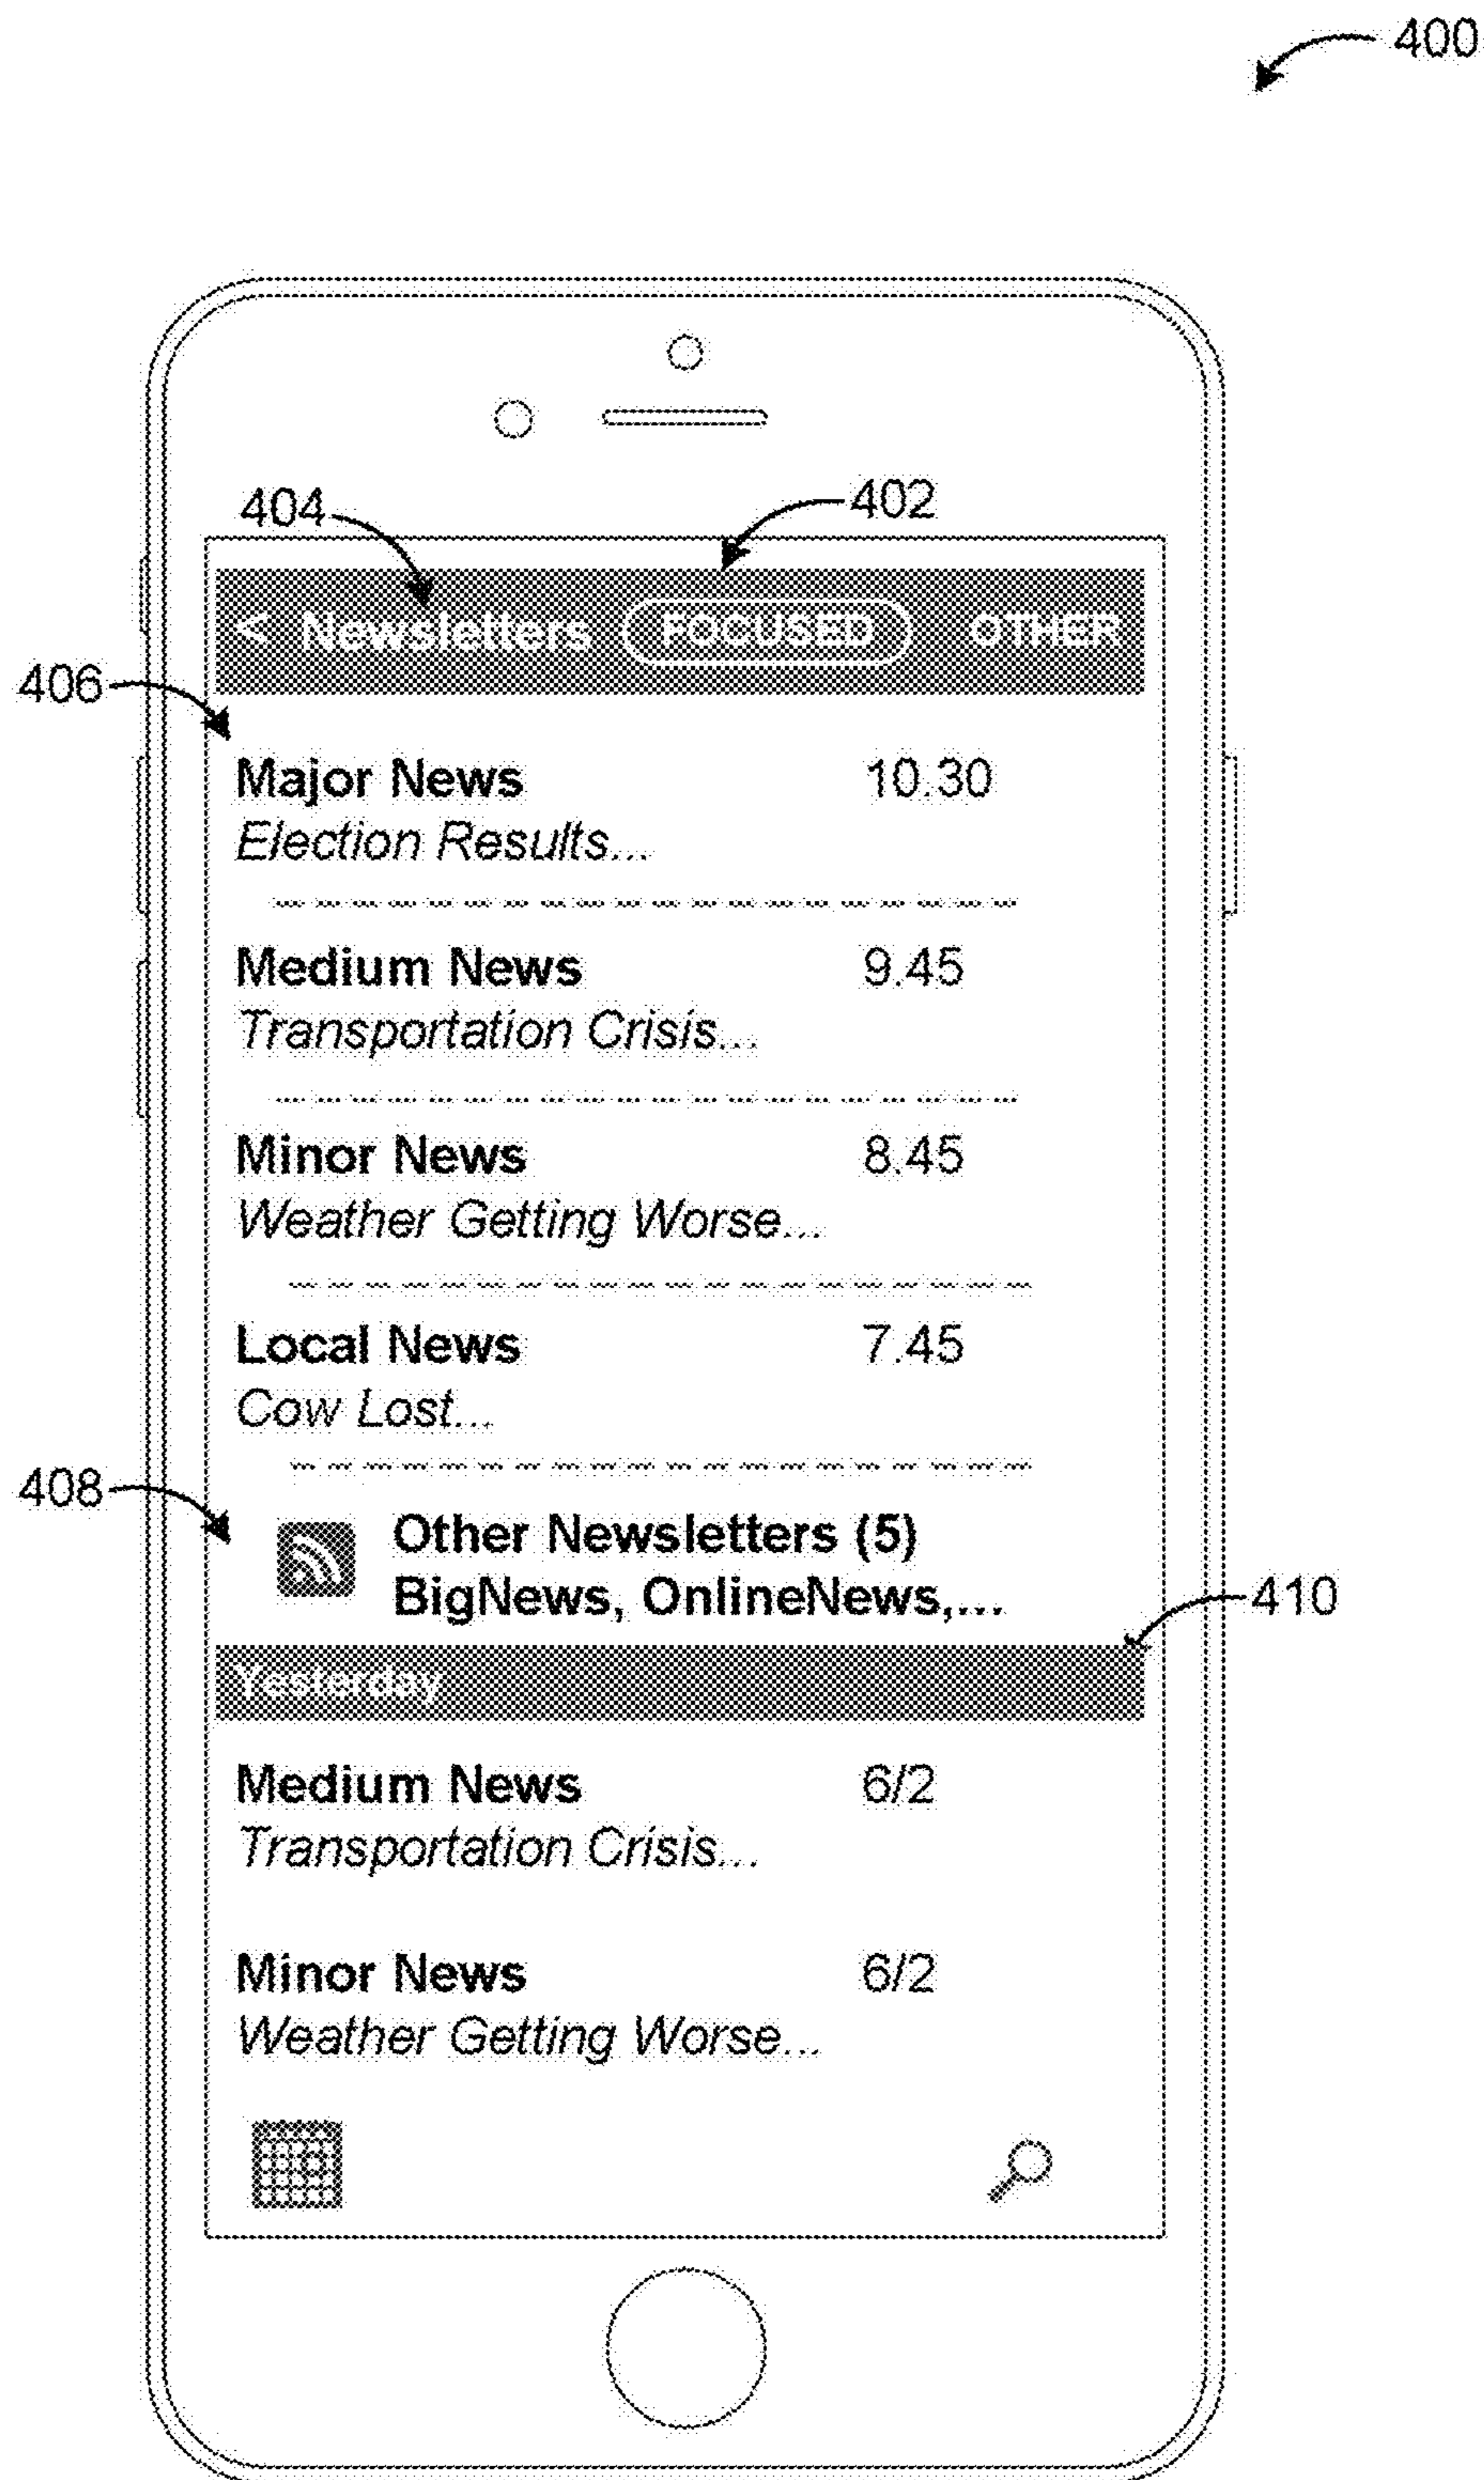 400
404 402
< Newsletters FOCUSED OTHER
406
Major News 10.30
Election Results...
Medium News 9.45
Transportation Crisis...
Minor News 8.45
Weather Getting Worse...
Local News 7.45
Cow Lost...
408
Other Newsletters (5)
BigNews, OnlineNews,...
410
Yesterday
Medium News 6/2
Transportation Crisis...
Minor News 6/2
Weather Getting Worse...